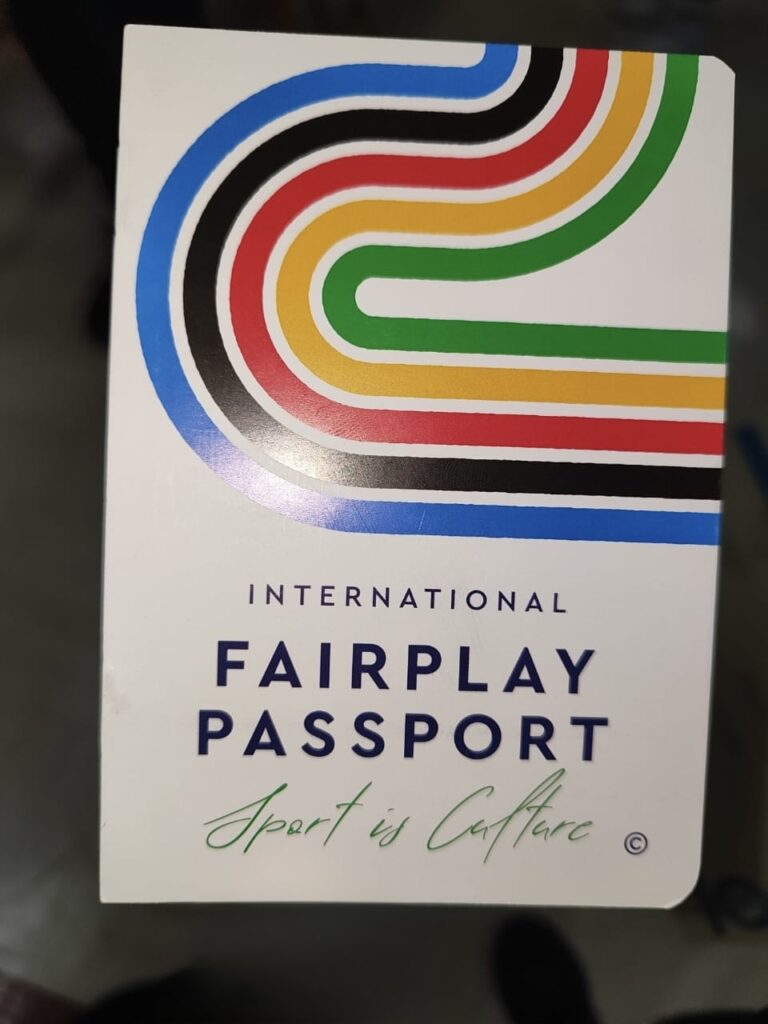 INTERNATIONAL
FAIRPLAY
PASSPORT
Sport is Culture ©